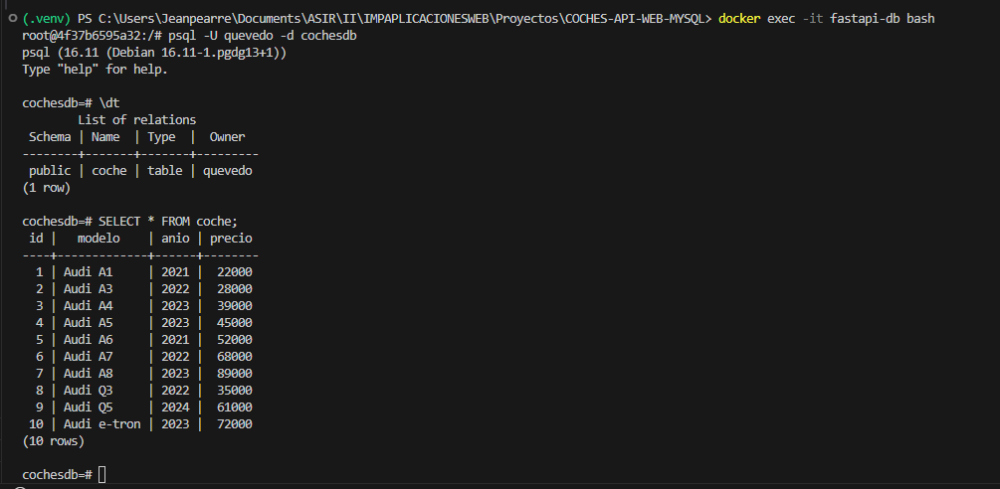 (.venv) PS C:\Users\Jeanpearre\Documents\ASIR\II\IMPAPLICACIONESWEB\Proyectos\COCHES-API-WEB-MYSQL> docker exec -it fastapi-db bash
root@4f37b6595a32:/# psql -U quevedo -d cochesdb
psql (16.11 (Debian 16.11-1.pgdg13+1))
Type "help" for help.

cochesdb=# \dt
        List of relations
 Schema | Name  | Type  |  Owner
--------+-------+-------+---------
 public | coche | table | quevedo
(1 row)

cochesdb=# SELECT * FROM coche;
 id |   modelo    | anio | precio
----+-------------+------+--------
  1 | Audi A1     | 2021 |  22000
  2 | Audi A3     | 2022 |  28000
  3 | Audi A4     | 2023 |  39000
  4 | Audi A5     | 2023 |  45000
  5 | Audi A6     | 2021 |  52000
  6 | Audi A7     | 2022 |  68000
  7 | Audi A8     | 2023 |  89000
  8 | Audi Q3     | 2022 |  35000
  9 | Audi Q5     | 2024 |  61000
 10 | Audi e-tron | 2023 |  72000
(10 rows)

cochesdb=#